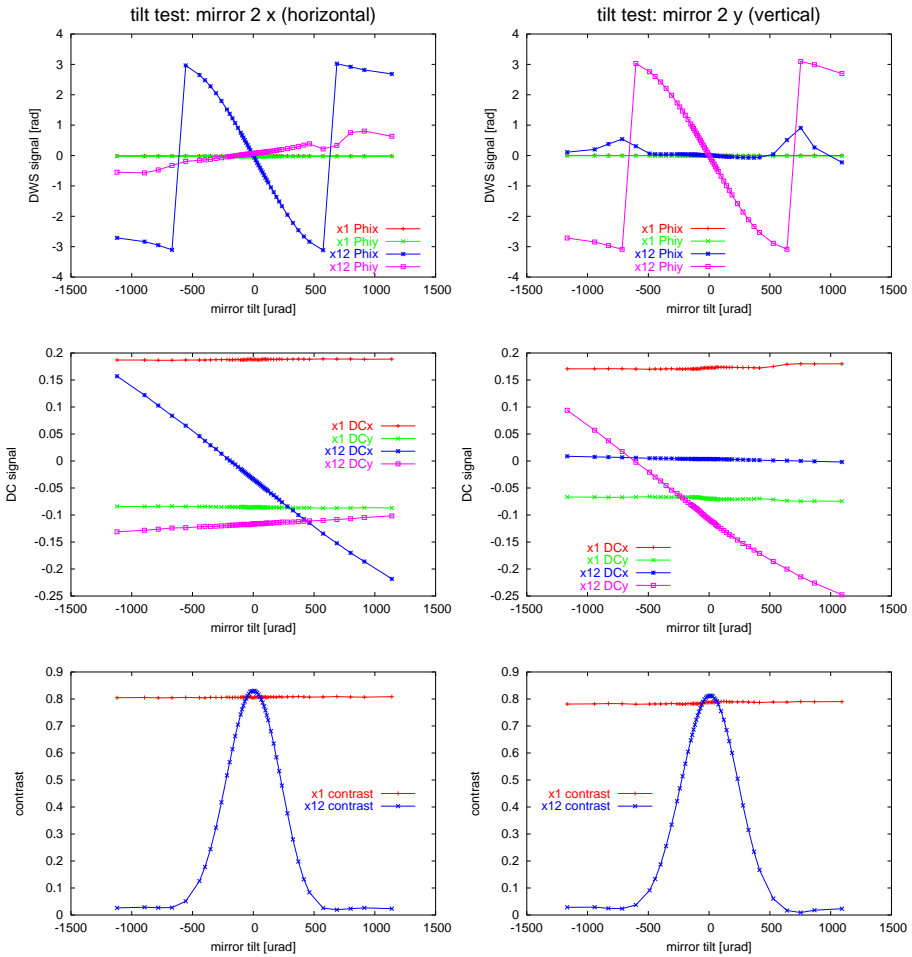 tilt test: mirror 2 x (horizontal)
4
3
2
1
0
-1
-2
-3
-4
DWS signal [rad]
x1 Phix
x1 Phiy
x12 Phix
x12 Phiy
-1500 -1000 -500 0 500 1000 1500
mirror tilt [urad]
tilt test: mirror 2 y (vertical)
4
3
2
1
0
-1
-2
-3
-4
DWS signal [rad]
x1 Phix
x1 Phiy
x12 Phix
x12 Phiy
-1500 -1000 -500 0 500 1000 1500
mirror tilt [urad]
0.2
0.15
0.1
0.05
0
-0.05
-0.1
-0.15
-0.2
-0.25
DC signal
x1 DCx
x1 DCy
x12 DCx
x12 DCy
-1500 -1000 -500 0 500 1000 1500
mirror tilt [urad]
0.2
0.15
0.1
0.05
0
-0.05
-0.1
-0.15
-0.2
-0.25
DC signal
x1 DCx
x1 DCy
x12 DCx
x12 DCy
-1500 -1000 -500 0 500 1000 1500
mirror tilt [urad]
0.9
0.8
0.7
0.6
0.5
0.4
0.3
0.2
0.1
0
contrast
x1 contrast
x12 contrast
-1500 -1000 -500 0 500 1000 1500
mirror tilt [urad]
0.9
0.8
0.7
0.6
0.5
0.4
0.3
0.2
0.1
0
contrast
x1 contrast
x12 contrast
-1500 -1000 -500 0 500 1000 1500
mirror tilt [urad]